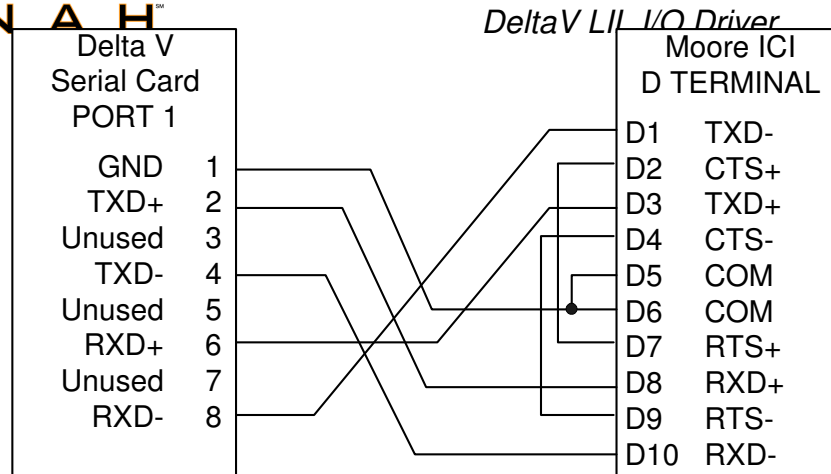 N A H SM
DeltaV LIL I/O Driver
Delta V
Serial Card
PORT 1
GND 1
TXD+ 2
Unused 3
TXD- 4
Unused 5
RXD+ 6
Unused 7
RXD- 8
Moore ICI
D TERMINAL
D1 TXD-
D2 CTS+
D3 TXD+
D4 CTS-
D5 COM
D6 COM
D7 RTS+
D8 RXD+
D9 RTS-
D10 RXD-